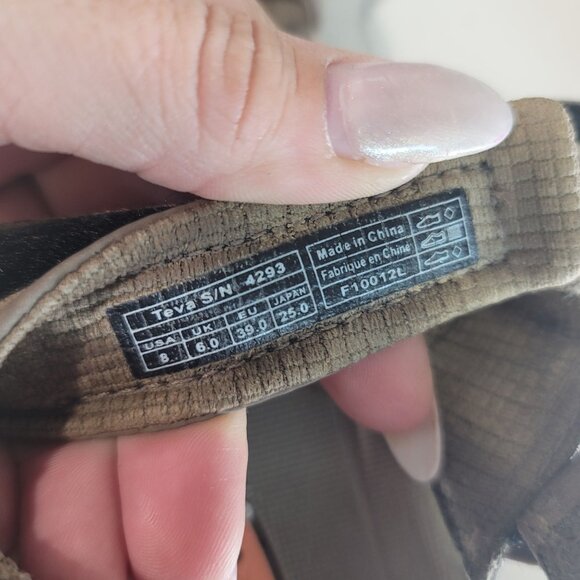 Teva S/N 4293
USA UK EU JAPAN
8 6.0 39.0 25.0
Made in China
Fabriqué en Chine
F10012L